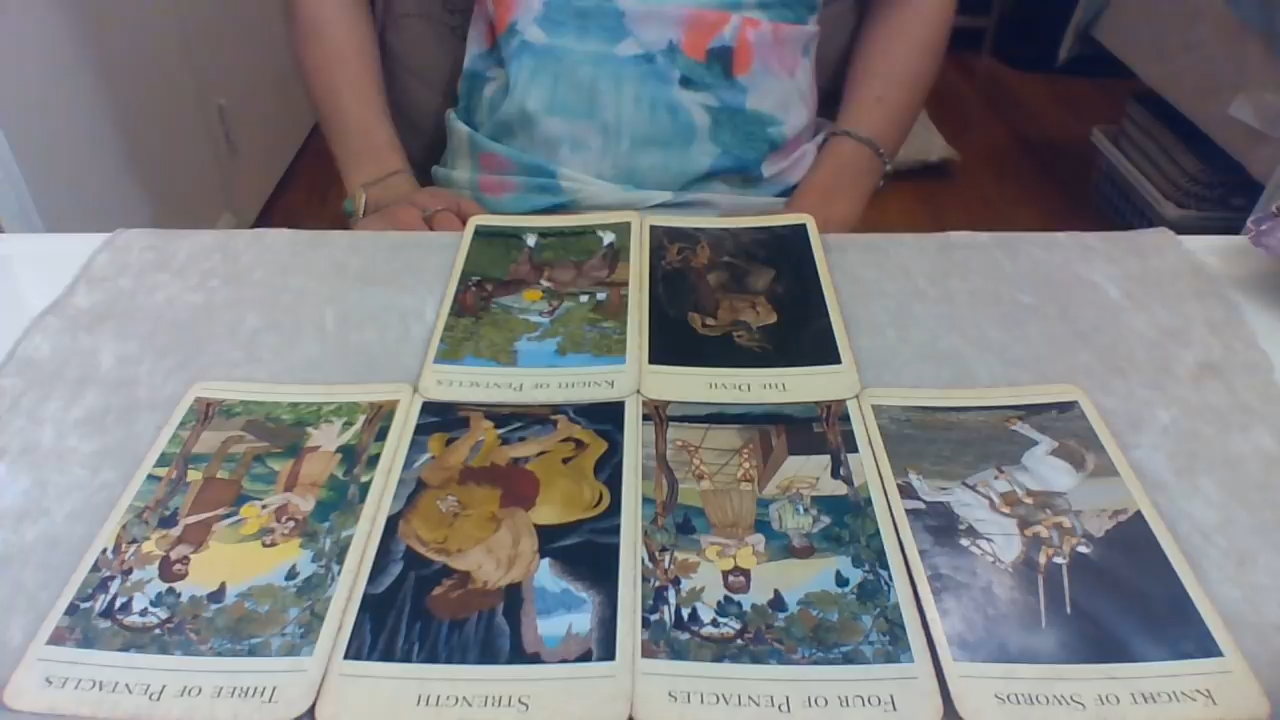 KNIGHT OF PENTACLES
THE DEVIL
THREE OF PENTACLES
STRENGTH
FOUR OF PENTACLES
KNIGHT OF SWORDS